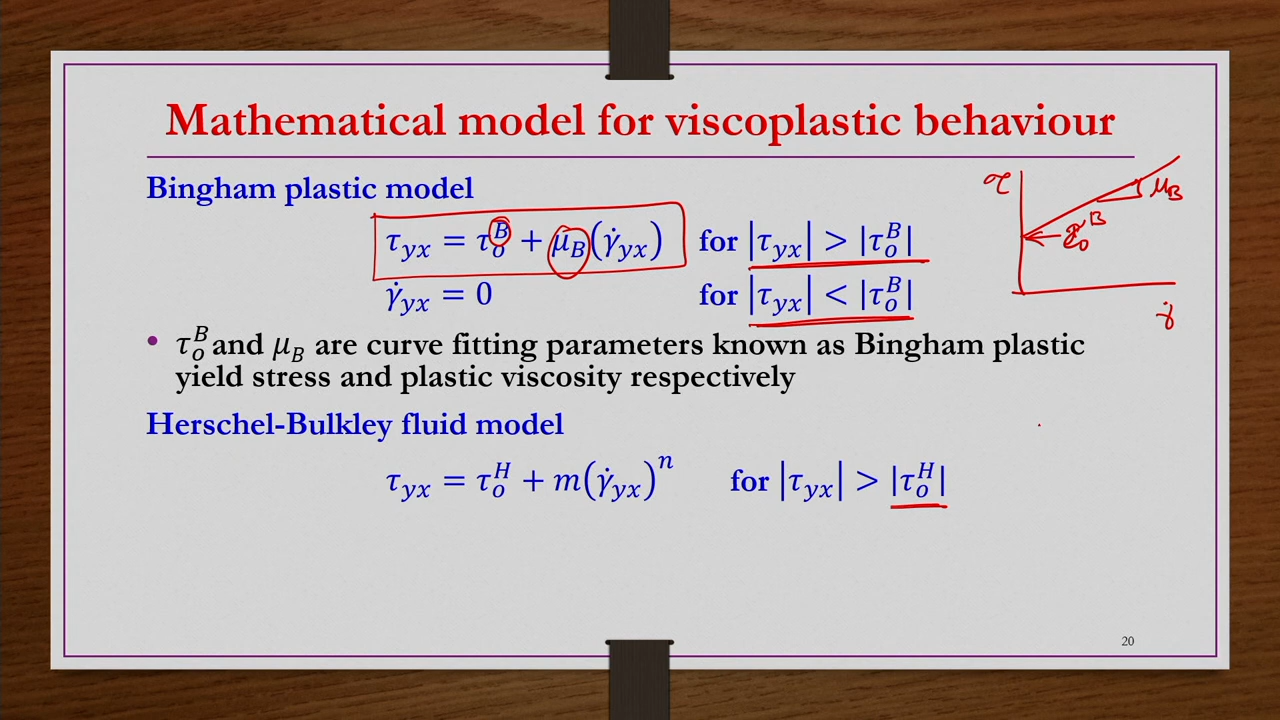 Mathematical model for viscoplastic behaviour
Bingham plastic model
τ_yx = τ_o^B + μ_B(γ̇_yx) for |τ_yx| > |τ_o^B|
γ̇_yx = 0 for |τ_yx| < |τ_o^B|
• τ_o^B and μ_B are curve fitting parameters known as Bingham plastic
yield stress and plastic viscosity respectively
Herschel-Bulkley fluid model
τ_yx = τ_o^H + m(γ̇_yx)^n for |τ_yx| > |τ_o^H|
τ
μ_B
τ_o^B
γ̇
20